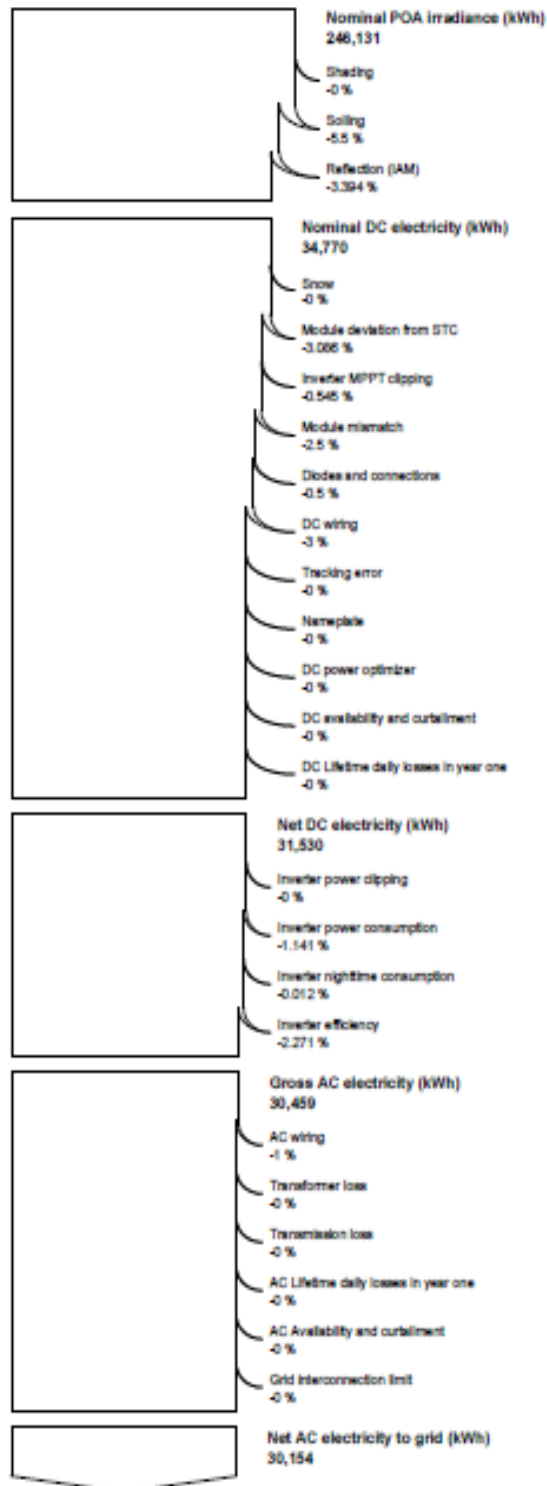 Nominal POA irradiance (kWh)
246,131
Shading
-0 %
Soiling
-5.5 %
Reflection (IAM)
-3.394 %
Nominal DC electricity (kWh)
34,770
Snow
-0 %
Module deviation from STC
-3.086 %
Inverter MPPT clipping
-0.545 %
Module mismatch
-2.5 %
Diodes and connections
-0.5 %
DC wiring
-3 %
Tracking error
-0 %
Nameplate
-0 %
DC power optimizer
-0 %
DC availability and curtailment
-0 %
DC Lifetime daily losses in year one
-0 %
Net DC electricity (kWh)
31,530
Inverter power clipping
-0 %
Inverter power consumption
-1.141 %
Inverter nighttime consumption
-0.012 %
Inverter efficiency
-2.271 %
Gross AC electricity (kWh)
30,459
AC wiring
-1 %
Transformer loss
-0 %
Transmission loss
-0 %
AC Lifetime daily losses in year one
-0 %
AC Availability and curtailment
-0 %
Grid interconnection limit
-0 %
Net AC electricity to grid (kWh)
30,154